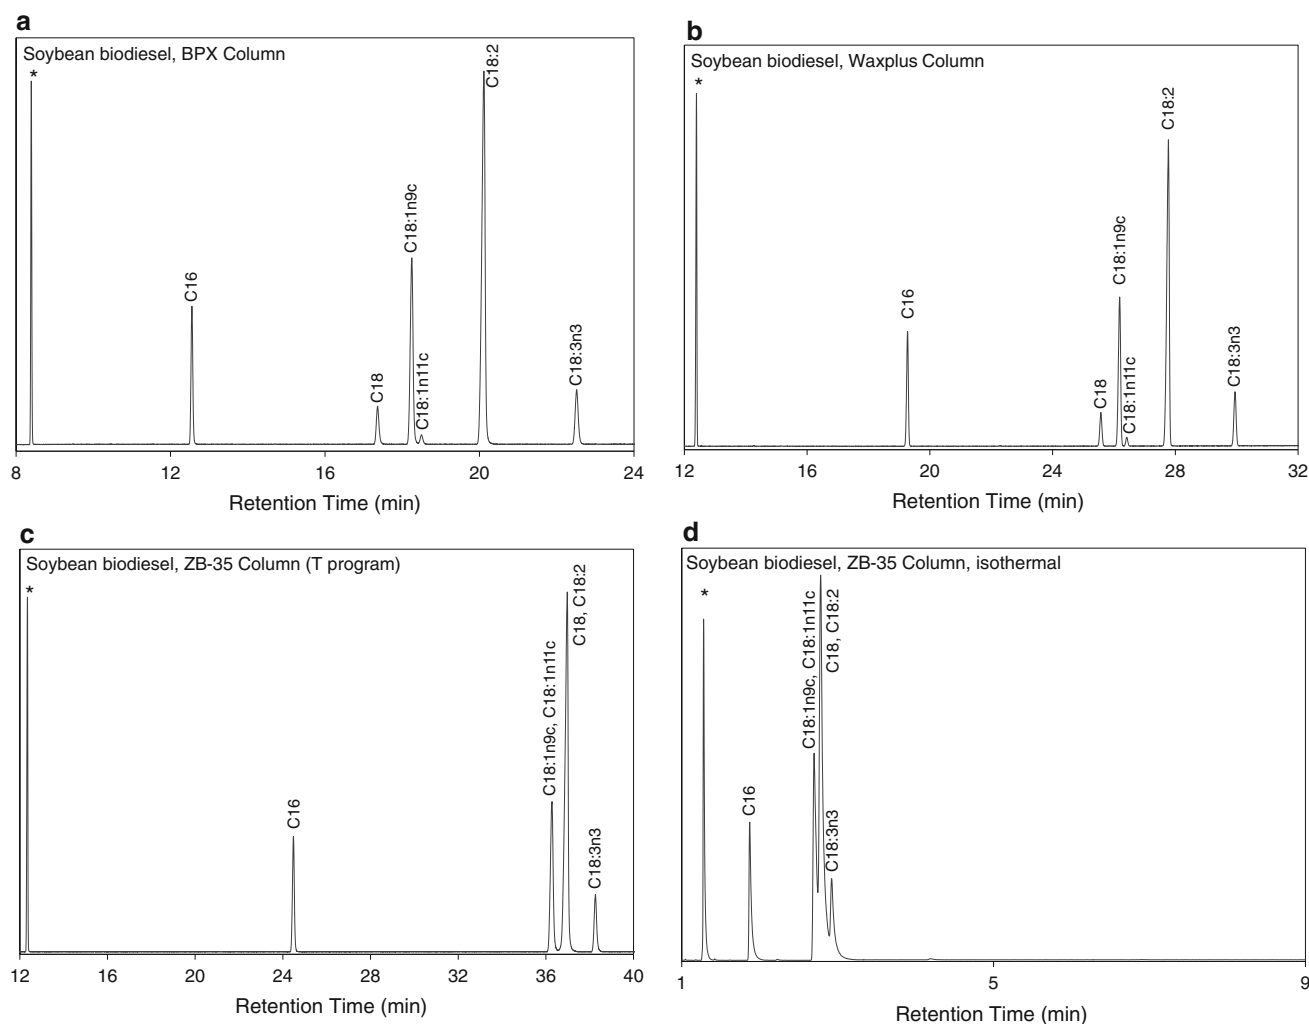 a
Soybean biodiesel, BPX Column
*
C16
C18
C18:1n9c
C18:1n11c
C18:2
C18:3n3
8 12 16 20 24
Retention Time (min)
b
Soybean biodiesel, Waxplus Column
*
C16
C18
C18:1n9c
C18:1n11c
C18:2
C18:3n3
12 16 20 24 28 32
Retention Time (min)
c
Soybean biodiesel, ZB-35 Column (T program)
*
C16
C18:1n9c, C18:1n11c
C18, C18:2
C18:3n3
12 16 20 24 28 32 36 40
Retention Time (min)
d
Soybean biodiesel, ZB-35 Column, isothermal
*
C16
C18:1n9c, C18:1n11c
C18, C18:2
C18:3n3
1 5 9
Retention Time (min)